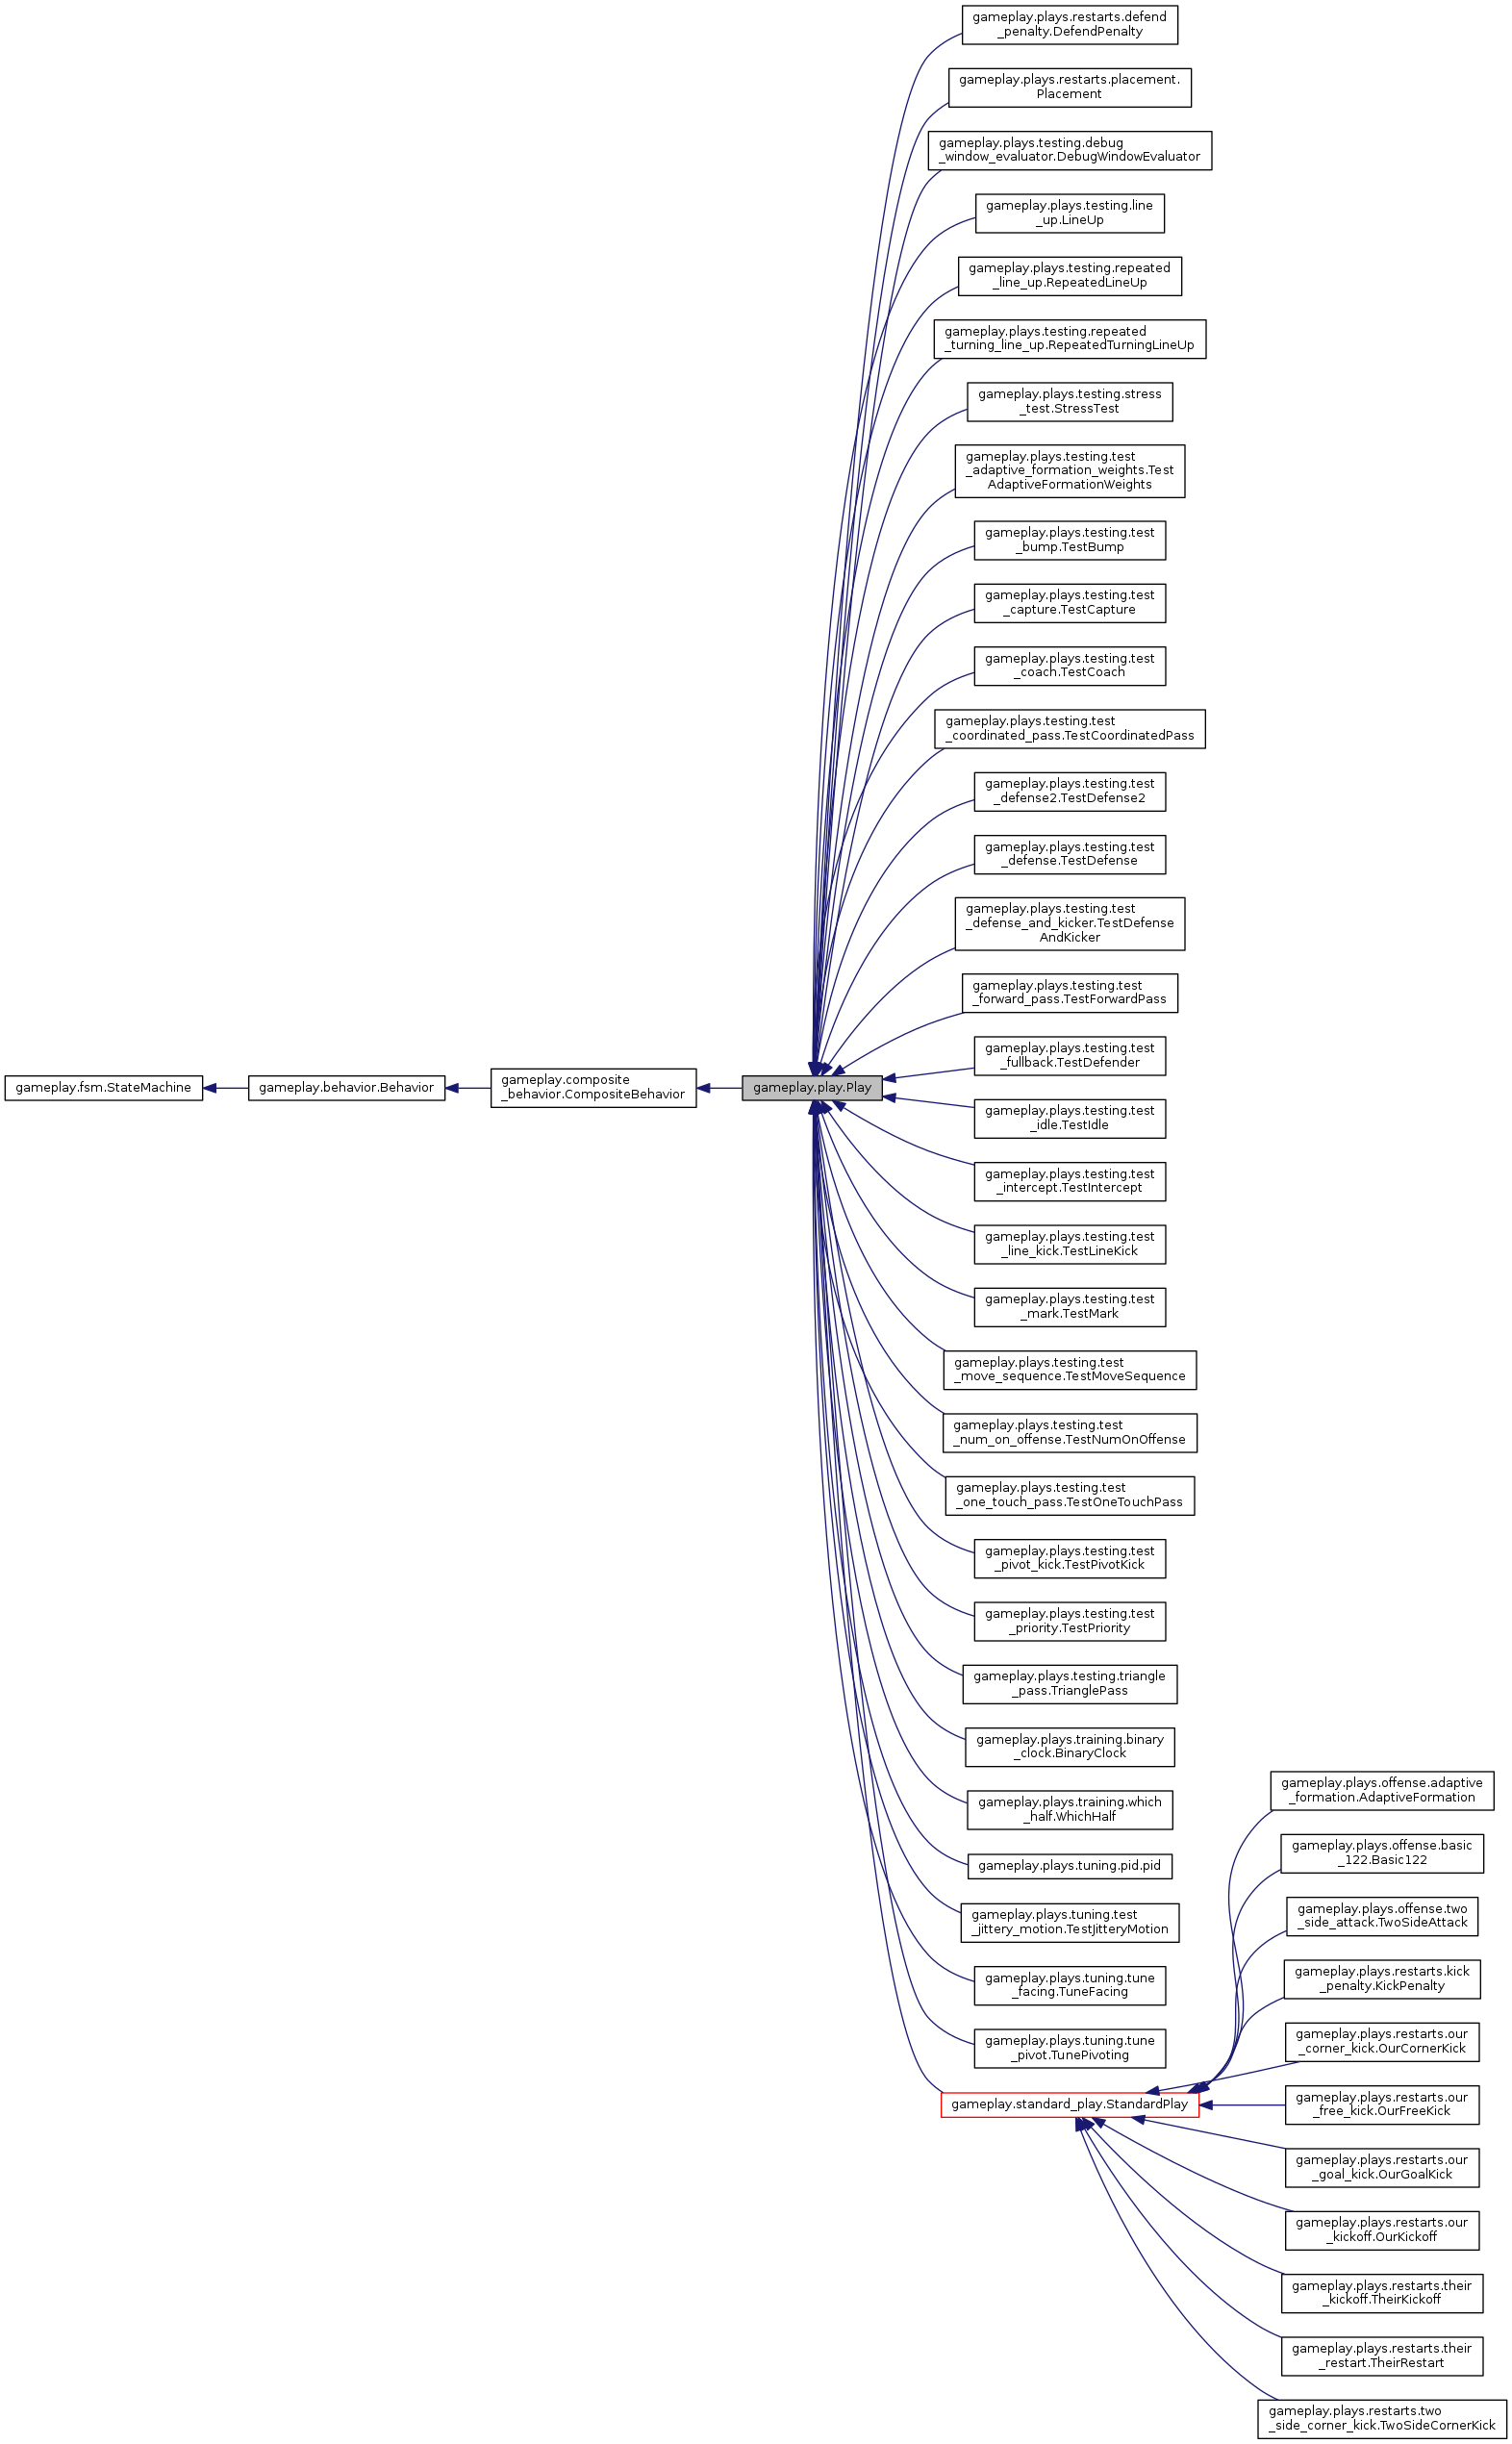 gameplay.fsm.StateMachine
gameplay.behavior.Behavior
gameplay.composite
_behavior.CompositeBehavior
gameplay.play.Play
gameplay.plays.restarts.defend
_penalty.DefendPenalty
gameplay.plays.restarts.placement.
Placement
gameplay.plays.testing.debug
_window_evaluator.DebugWindowEvaluator
gameplay.plays.testing.line
_up.LineUp
gameplay.plays.testing.repeated
_line_up.RepeatedLineUp
gameplay.plays.testing.repeated
_turning_line_up.RepeatedTurningLineUp
gameplay.plays.testing.stress
_test.StressTest
gameplay.plays.testing.test
_adaptive_formation_weights.Test
AdaptiveFormationWeights
gameplay.plays.testing.test
_bump.TestBump
gameplay.plays.testing.test
_capture.TestCapture
gameplay.plays.testing.test
_coach.TestCoach
gameplay.plays.testing.test
_coordinated_pass.TestCoordinatedPass
gameplay.plays.testing.test
_defense2.TestDefense2
gameplay.plays.testing.test
_defense.TestDefense
gameplay.plays.testing.test
_defense_and_kicker.TestDefense
AndKicker
gameplay.plays.testing.test
_forward_pass.TestForwardPass
gameplay.plays.testing.test
_fullback.TestDefender
gameplay.plays.testing.test
_idle.TestIdle
gameplay.plays.testing.test
_intercept.TestIntercept
gameplay.plays.testing.test
_line_kick.TestLineKick
gameplay.plays.testing.test
_mark.TestMark
gameplay.plays.testing.test
_move_sequence.TestMoveSequence
gameplay.plays.testing.test
_num_on_offense.TestNumOnOffense
gameplay.plays.testing.test
_one_touch_pass.TestOneTouchPass
gameplay.plays.testing.test
_pivot_kick.TestPivotKick
gameplay.plays.testing.test
_priority.TestPriority
gameplay.plays.testing.triangle
_pass.TrianglePass
gameplay.plays.training.binary
_clock.BinaryClock
gameplay.plays.training.which
_half.WhichHalf
gameplay.plays.tuning.pid.pid
gameplay.plays.tuning.test
_jittery_motion.TestJitteryMotion
gameplay.plays.tuning.tune
_facing.TuneFacing
gameplay.plays.tuning.tune
_pivot.TunePivoting
gameplay.standard_play.StandardPlay
gameplay.plays.offense.adaptive
_formation.AdaptiveFormation
gameplay.plays.offense.basic
_122.Basic122
gameplay.plays.offense.two
_side_attack.TwoSideAttack
gameplay.plays.restarts.kick
_penalty.KickPenalty
gameplay.plays.restarts.our
_corner_kick.OurCornerKick
gameplay.plays.restarts.our
_free_kick.OurFreeKick
gameplay.plays.restarts.our
_goal_kick.OurGoalKick
gameplay.plays.restarts.our
_kickoff.OurKickoff
gameplay.plays.restarts.their
_kickoff.TheirKickoff
gameplay.plays.restarts.their
_restart.TheirRestart
gameplay.plays.restarts.two
_side_corner_kick.TwoSideCornerKick